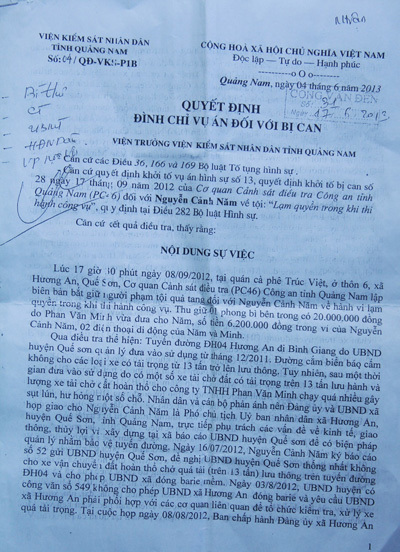 VIỆN KIỂM SÁT NHÂN DÂN
TỈNH QUẢNG NAM
Số: 04/QĐ-VKS-P1B
CỘNG HOÀ XÃ HỘI CHỦ NGHĨA VIỆT NAM
Độc lập – Tự do – Hạnh phúc
----------o O o----------
Quảng Nam, ngày 04 tháng 6 năm 2013
CÔNG VĂN ĐẾN
QUYẾT ĐỊNH
ĐÌNH CHỈ VỤ ÁN ĐỐI VỚI BỊ CAN
VIỆN TRƯỞNG VIỆN KIỂM SÁT NHÂN DÂN TỈNH QUẢNG NAM
Căn cứ các Điều 36, 166 và 169 Bộ luật Tố tụng hình sự.
Căn cứ quyết định khởi tố vụ án hình sự số 13, quyết định khởi tố bị can số
28 ngày 17 tháng 09 năm 2012 của Cơ quan Cảnh sát điều tra Công an tỉnh
Quảng Nam (PC46) đối với Nguyễn Cảnh Năm về tội: "Lạm quyền trong khi thi
hành công vụ", quy định tại Điều 282 Bộ luật Hình sự.
Căn cứ kết quả điều tra, thấy rằng:
NỘI DUNG SỰ VIỆC
Lúc 17 giờ 30 phút ngày 08/09/2012, tại quán cà phê Trúc Việt, ở thôn 6, xã
Hương An, Quế Sơn, Cơ quan Cảnh sát điều tra (PC46) Công an tỉnh Quảng Nam lập
biên bản bắt giữ người phạm tội quả tang đối với Nguyễn Cảnh Năm về hành vi lạm
quyền trong khi thi hành công vụ. Thu giữ 01 phong bì bên trong có 20.000.000 đồng
do Phan Văn Minh vừa đưa cho Năm, số tiền 6.200.000 đồng trong ví của Nguyễn
Cảnh Năm, 02 điện thoại di động của Năm và Minh.
Qua điều tra thể hiện: Tuyến đường ĐH04 Hương An đi Bình Giang do UBND
huyện Quế Sơn quản lý đưa vào sử dụng từ tháng 12/2011. Đường cắm biển báo cấm
không cho các loại xe có tải trọng từ 13 tấn trở lên lưu thông. Tuy nhiên, sau một thời
gian đưa vào sử dụng do có một số xe tải chở đất có tải trọng trên 13 tấn lưu hành và
lượng xe tải chở đất hoàn thổ cho công ty TNHH Phan Văn Minh chạy quá nhiều gây
sụt lún, hư hỏng một số chỗ. Nhân dân và cán bộ phản ánh nên Đảng ủy và UBND xã
họp giao cho Nguyễn Cảnh Năm là Phó chủ tịch Uỷ ban nhân dân xã Hương An,
huyện Quế Sơn, tỉnh Quảng Nam, trực tiếp phụ trách các vấn đề về kinh tế, giao
thông, thủy lợi và xây dựng tại xã báo cáo UBND huyện Quế sơn để có biện pháp
quản lý nhằm bảo vệ tuyến đường. Ngày 16/07/2012, Nguyễn Cảnh Năm ký báo cáo
số 52 gửi UBND huyện Quế Sơn, đề nghị UBND huyện Quế Sơn thống nhất không
cho xe vận chuyển đất hoàn thổ chở quá tải (trên 13 tấn) lưu thông trên tuyến đường
ĐH04 và cho phép UBND xã đóng barie mềm. Ngày 03/8/2012, UBND huyện có
công văn số 549 không cho phép UBND xã Hương An đóng barie và yêu cầu UBND
xã Hương An phải phối hợp với các cơ quan liên quan để tổ chức kiểm tra, xử lý xe
quá tải trọng. Tại cuộc họp ngày 08/08/2012, Ban chấp hành Đảng ủy xã Hương An
1